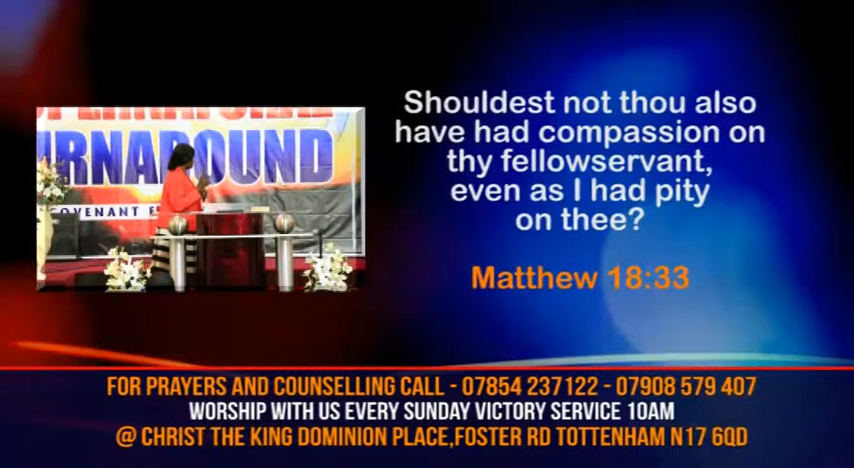 URNAROUND
COVENANT
Shouldest not thou also
have had compassion on
thy fellowservant,
even as I had pity
on thee?
Matthew 18:33
FOR PRAYERS AND COUNSELLING CALL - 07854 237122 - 07908 579 407
WORSHIP WITH US EVERY SUNDAY VICTORY SERVICE 10AM
@ CHRIST THE KING DOMINION PLACE,FOSTER RD TOTTENHAM N17 6QD